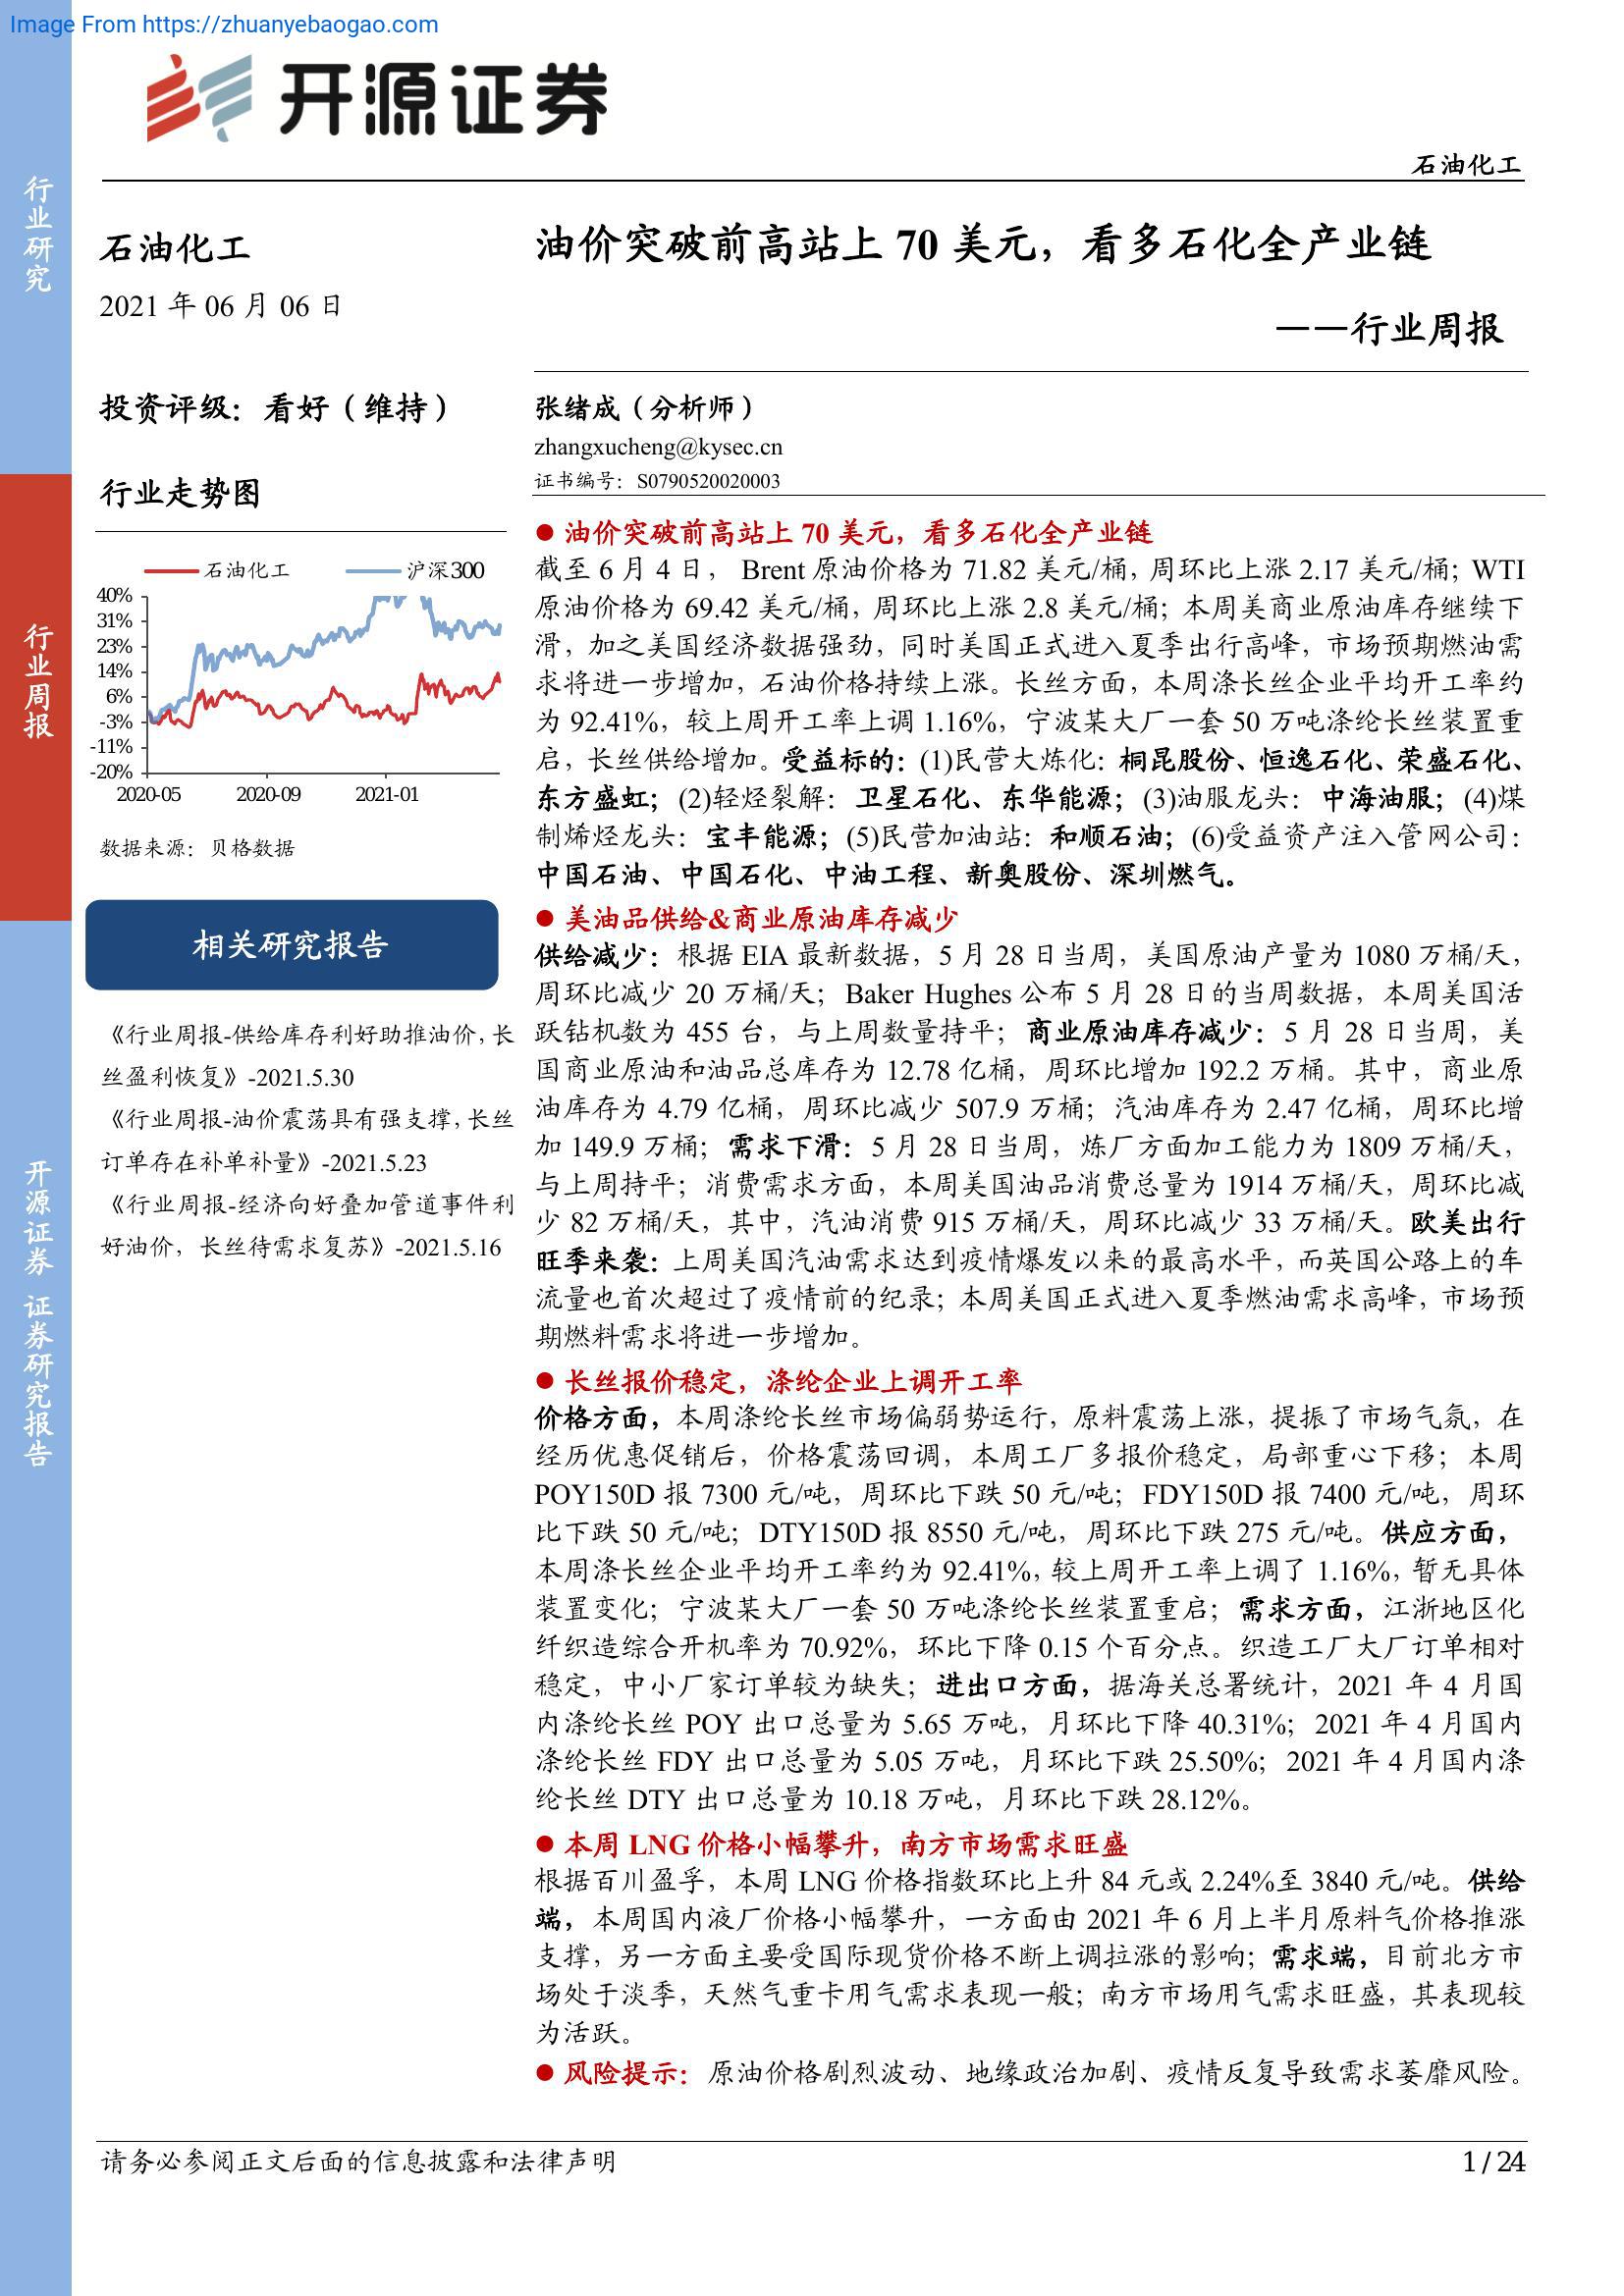 Image From https://zhuanyebaogao.com
开源证券
石油化工
行业研究
行业周报
开源证券 证券研究报告
石油化工
2021 年 06 月 06 日
投资评级：看好（维持）
行业走势图
石油化工
沪深300
40%
31%
23%
14%
6%
-3%
-11%
-20%
2020-05
2020-09
2021-01
数据来源：贝格数据
相关研究报告
《行业周报-供给库存利好助推油价，长
丝盈利恢复》-2021.5.30
《行业周报-油价震荡具有强支撑，长丝
订单存在补单补量》-2021.5.23
《行业周报-经济向好叠加管道事件利
好油价，长丝待需求复苏》-2021.5.16
油价突破前高站上 70 美元，看多石化全产业链
——行业周报
张绪成（分析师）
zhangxucheng@kysec.cn
证书编号：S0790520020003
● 油价突破前高站上 70 美元，看多石化全产业链
截至 6 月 4 日， Brent 原油价格为 71.82 美元/桶，周环比上涨 2.17 美元/桶；WTI
原油价格为 69.42 美元/桶，周环比上涨 2.8 美元/桶；本周美商业原油库存继续下
滑，加之美国经济数据强劲，同时美国正式进入夏季出行高峰，市场预期燃油需
求将进一步增加，石油价格持续上涨。长丝方面，本周涤长丝企业平均开工率约
为 92.41%，较上周开工率上调 1.16%，宁波某大厂一套 50 万吨涤纶长丝装置重
启，长丝供给增加。受益标的：(1)民营大炼化：桐昆股份、恒逸石化、荣盛石化、
东方盛虹；(2)轻烃裂解：卫星石化、东华能源；(3)油服龙头：中海油服；(4)煤
制烯烃龙头：宝丰能源；(5)民营加油站：和顺石油；(6)受益资产注入管网公司：
中国石油、中国石化、中油工程、新奥股份、深圳燃气。
● 美油品供给&商业原油库存减少
供给减少：根据 EIA 最新数据，5 月 28 日当周，美国原油产量为 1080 万桶/天，
周环比减少 20 万桶/天；Baker Hughes 公布 5 月 28 日的当周数据，本周美国活
跃钻机数为 455 台，与上周数量持平；商业原油库存减少：5 月 28 日当周，美
国商业原油和油品总库存为 12.78 亿桶，周环比增加 192.2 万桶。其中，商业原
油库存为 4.79 亿桶，周环比减少 507.9 万桶；汽油库存为 2.47 亿桶，周环比增
加 149.9 万桶；需求下滑：5 月 28 日当周，炼厂方面加工能力为 1809 万桶/天，
与上周持平；消费需求方面，本周美国油品消费总量为 1914 万桶/天，周环比减
少 82 万桶/天，其中，汽油消费 915 万桶/天，周环比减少 33 万桶/天。欧美出行
旺季来袭：上周美国汽油需求达到疫情爆发以来的最高水平，而英国公路上的车
流量也首次超过了疫情前的纪录；本周美国正式进入夏季燃油需求高峰，市场预
期燃料需求将进一步增加。
● 长丝报价稳定，涤纶企业上调开工率
价格方面，本周涤纶长丝市场偏弱势运行，原料震荡上涨，提振了市场气氛，在
经历优惠促销后，价格震荡回调，本周工厂多报价稳定，局部重心下移；本周
POY150D 报 7300 元/吨，周环比下跌 50 元/吨；FDY150D 报 7400 元/吨，周环
比下跌 50 元/吨；DTY150D 报 8550 元/吨，周环比下跌 275 元/吨。供应方面，
本周涤长丝企业平均开工率约为 92.41%，较上周开工率上调了 1.16%，暂无具体
装置变化；宁波某大厂一套 50 万吨涤纶长丝装置重启；需求方面，江浙地区化
纤织造综合开机率为 70.92%，环比下降 0.15 个百分点。织造工厂大厂订单相对
稳定，中小厂家订单较为缺失；进出口方面，据海关总署统计，2021 年 4 月国
内涤纶长丝 POY 出口总量为 5.65 万吨，月环比下降 40.31%；2021 年 4 月国内
涤纶长丝 FDY 出口总量为 5.05 万吨，月环比下跌 25.50%；2021 年 4 月国内涤
纶长丝 DTY 出口总量为 10.18 万吨，月环比下跌 28.12%。
● 本周 LNG 价格小幅攀升，南方市场需求旺盛
根据百川盈孚，本周 LNG 价格指数环比上升 84 元或 2.24%至 3840 元/吨。供给
端，本周国内液厂价格小幅攀升，一方面由 2021 年 6 月上半月原料气价格推涨
支撑，另一方面主要受国际现货价格不断上调拉涨的影响；需求端，目前北方市
场处于淡季，天然气重卡用气需求表现一般；南方市场用气需求旺盛，其表现较
为活跃。
● 风险提示：原油价格剧烈波动、地缘政治加剧、疫情反复导致需求萎靡风险。
请务必参阅正文后面的信息披露和法律声明
1 / 24